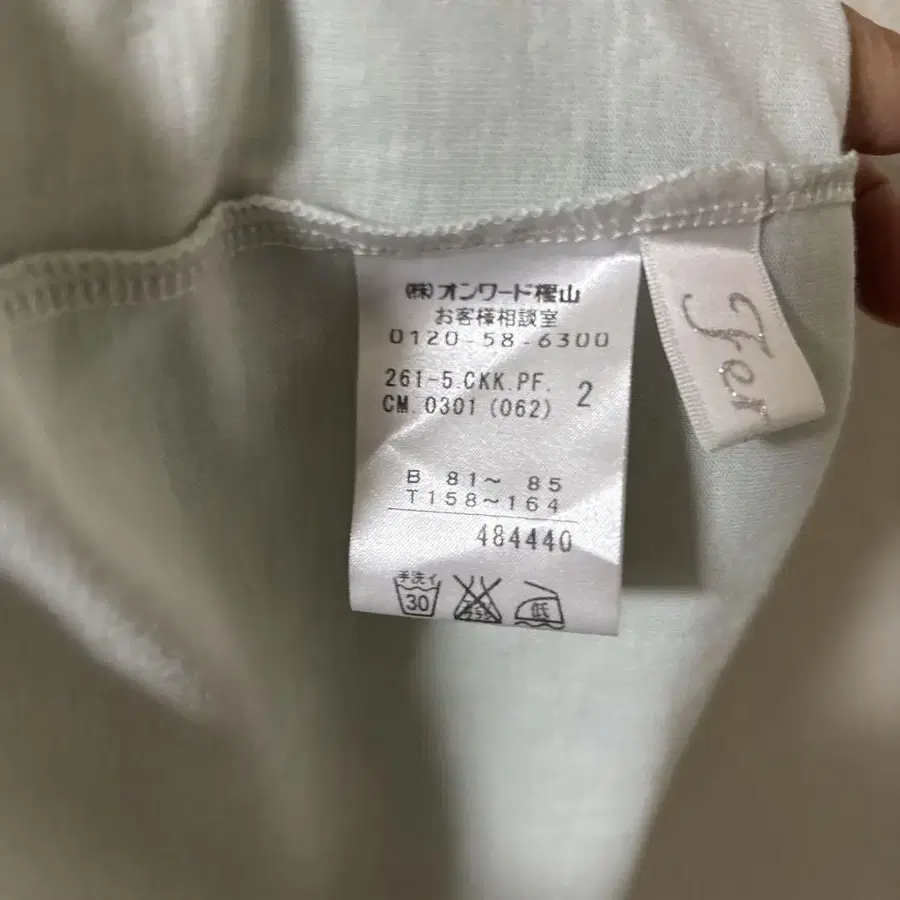 (株)オンワード樫山
お客様相談室
0120-58-6300
261-5.CKK.PF.
2
CM.0301(062)
B 81～ 85
T158～164
484440
手洗イ
30
低